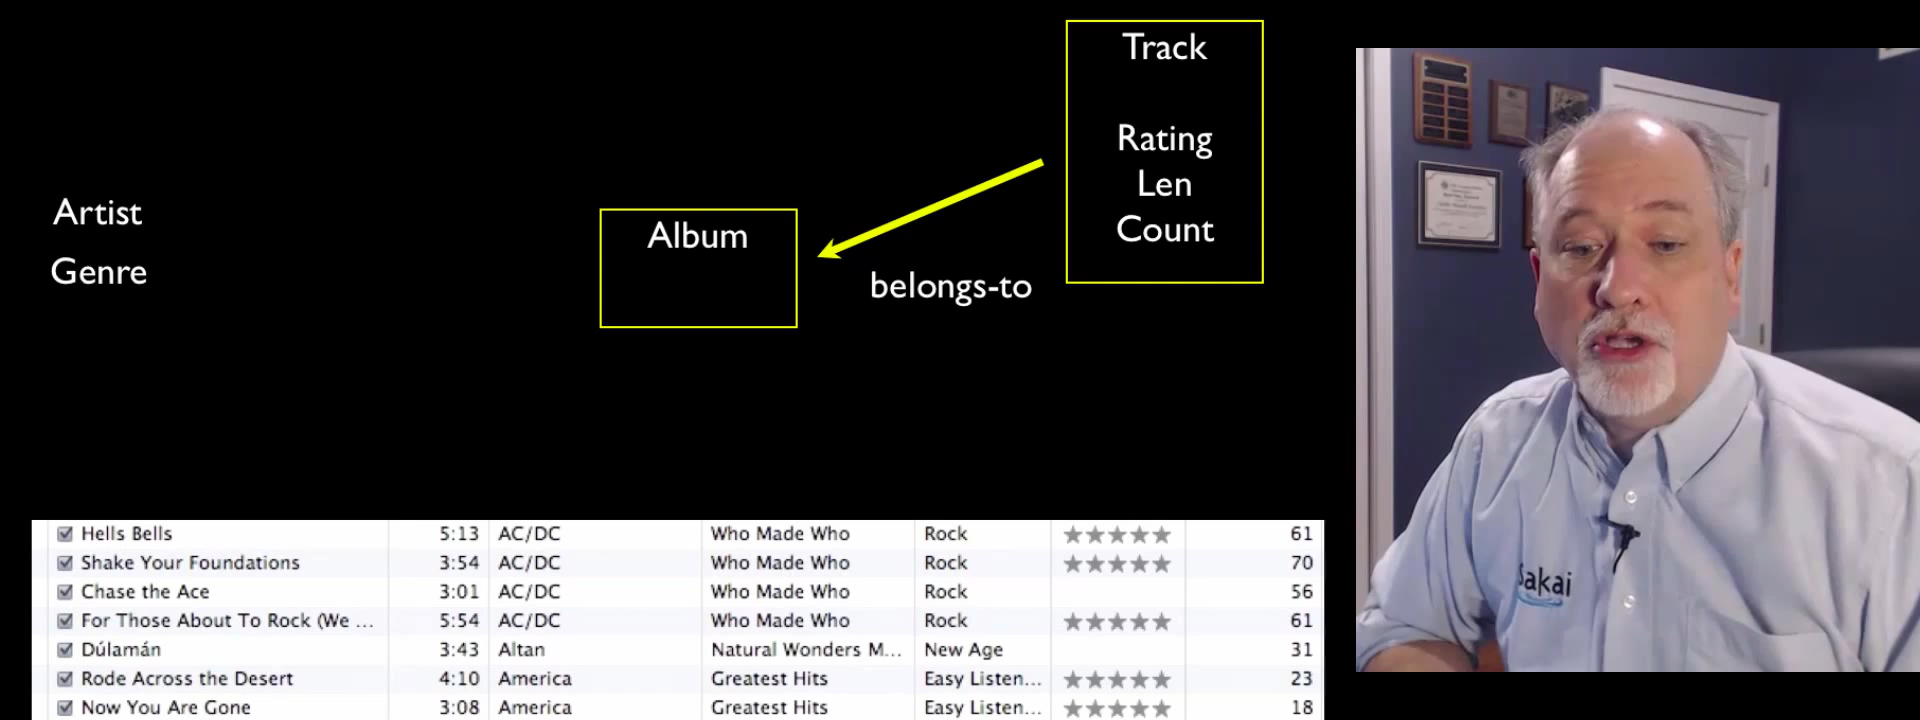 Track
Rating
Len
Count
Artist
Genre
Album
belongs-to
Hells Bells 5:13 AC/DC Who Made Who Rock ★★★★★ 61
Shake Your Foundations 3:54 AC/DC Who Made Who Rock ★★★★★ 70
Chase the Ace 3:01 AC/DC Who Made Who Rock 56
For Those About To Rock (We ... 5:54 AC/DC Who Made Who Rock ★★★★★ 61
Dúlamán 3:43 Altan Natural Wonders M... New Age 31
Rode Across the Desert 4:10 America Greatest Hits Easy Listen... ★★★★★ 23
Now You Are Gone 3:08 America Greatest Hits Easy Listen... ★★★★★ 18
Sakai